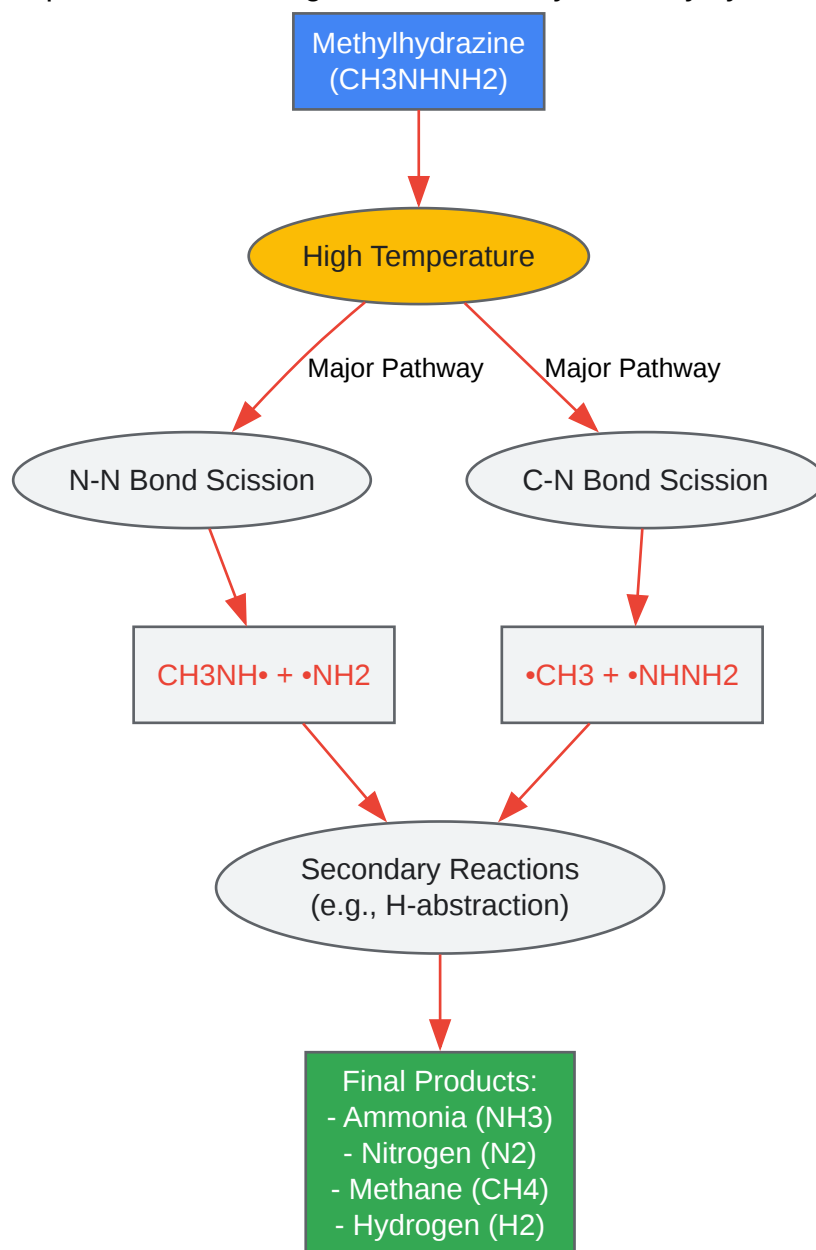 Methylhydrazine
(CH3NHNH2)
High Temperature
Major Pathway
Major Pathway
N-N Bond Scission
C-N Bond Scission
CH3NH• + •NH2
•CH3 + •NHNH2
Secondary Reactions
(e.g., H-abstraction)
Final Products:
- Ammonia (NH3)
- Nitrogen (N2)
- Methane (CH4)
- Hydrogen (H2)